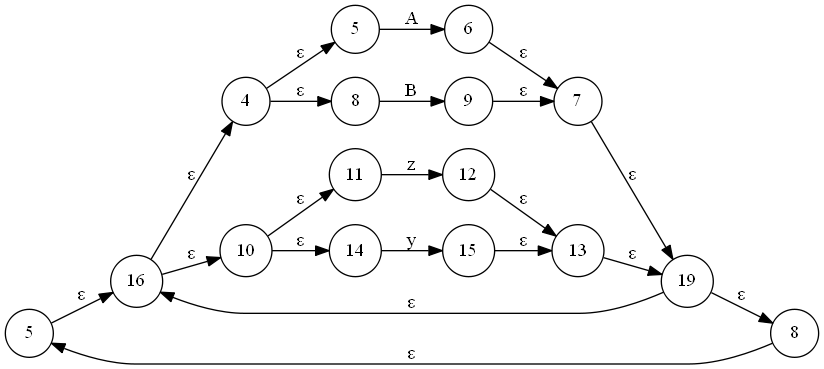 5 A 6
ε ε
4 ε 8 B 9 ε 7
11 z 12
ε ε
ε ε
10 ε 14 y 15 ε 13
ε ε
16 19
ε ε ε
5 8
ε